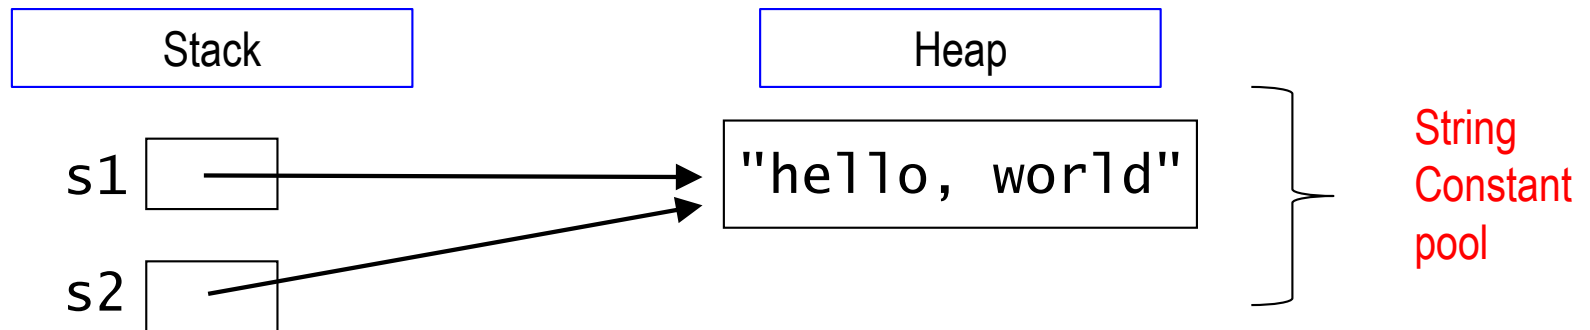 Stack
Heap
s1
"hello, world"
String
Constant
pool
s2